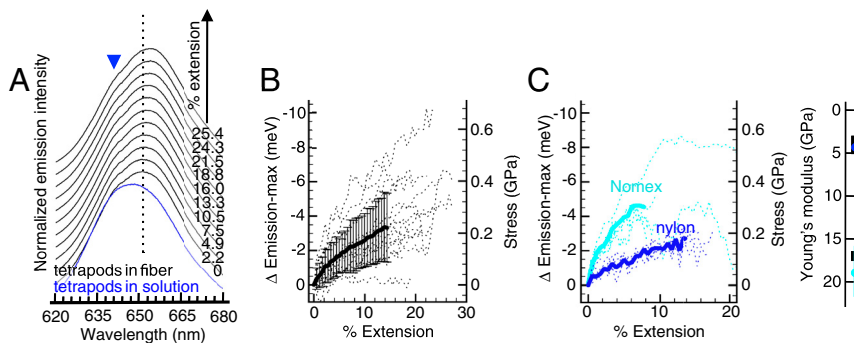 A
Normalized emission intensity
% extension
25.4
24.3
21.5
18.8
16.0
13.3
10.5
7.5
4.9
2.2
0
tetrapods in fiber
tetrapods in solution
620 635 650 665 680
Wavelength (nm)
B
Δ Emission-max (meV)
-10
-8
-6
-4
-2
0
0.6
0.4
0.2
0
Stress (GPa)
0 10 20 30
% Extension
C
Δ Emission-max (meV)
-10
-8
-6
-4
-2
0
Nomex
nylon
0.6
0.4
0.2
0
Stress (GPa)
0 10 20
% Extension
Young's modulus (GPa)
0
5
10
15
20